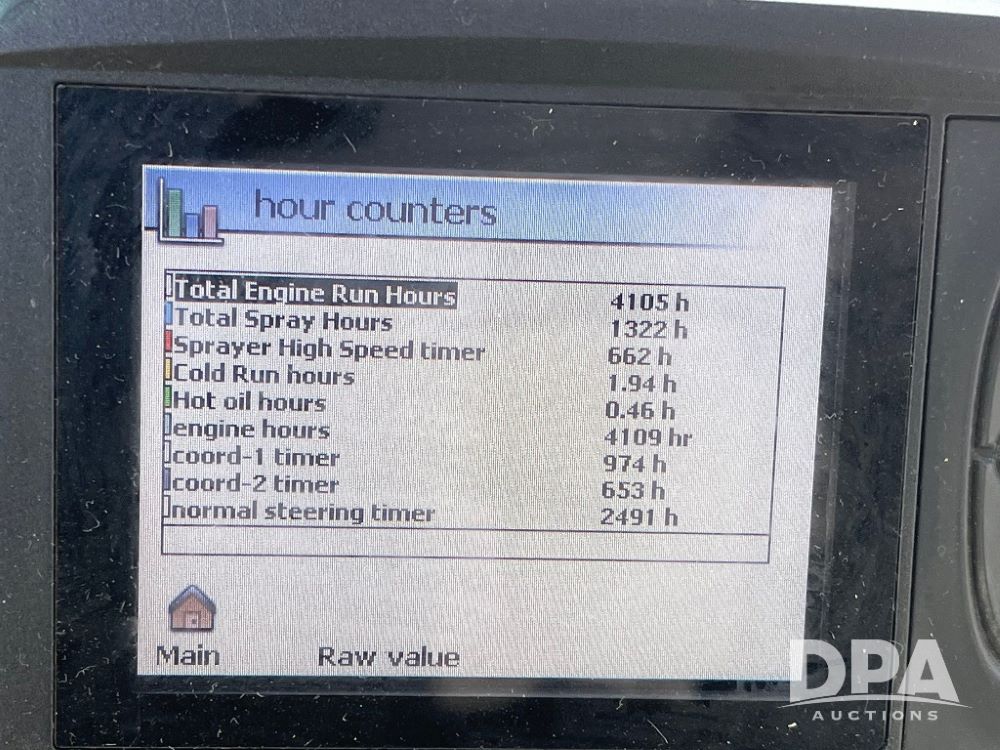 hour counters
Total Engine Run Hours 4105 h
Total Spray Hours 1322 h
Sprayer High Speed timer 662 h
Cold Run hours 1.94 h
Hot oil hours 0.46 h
engine hours 4109 hr
coord-1 timer 974 h
coord-2 timer 653 h
normal steering timer 2491 h
Main Raw value
DPA
AUCTIONS